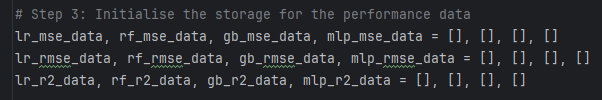 # Step 3: Initialise the storage for the performance data
lr_mse_data, rf_mse_data, gb_mse_data, mlp_mse_data = [], [], [], []
lr_rmse_data, rf_rmse_data, gb_rmse_data, mlp_rmse_data = [], [], [], []
lr_r2_data, rf_r2_data, gb_r2_data, mlp_r2_data = [], [], [], []